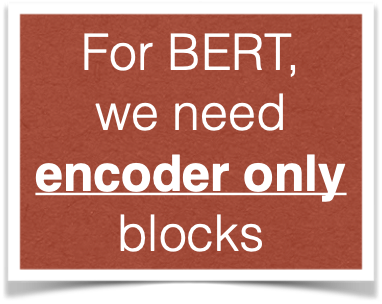 For BERT,
we need
encoder only
blocks